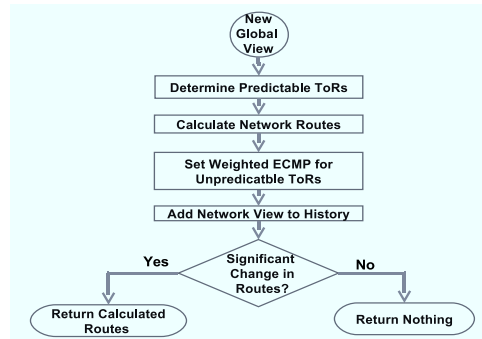 New
Global
View
Determine Predictable ToRs
Calculate Network Routes
Set Weighted ECMP for
Unpredicatble ToRs
Add Network View to History
Significant
Change in
Routes?
Yes
No
Return Calculated
Routes
Return Nothing